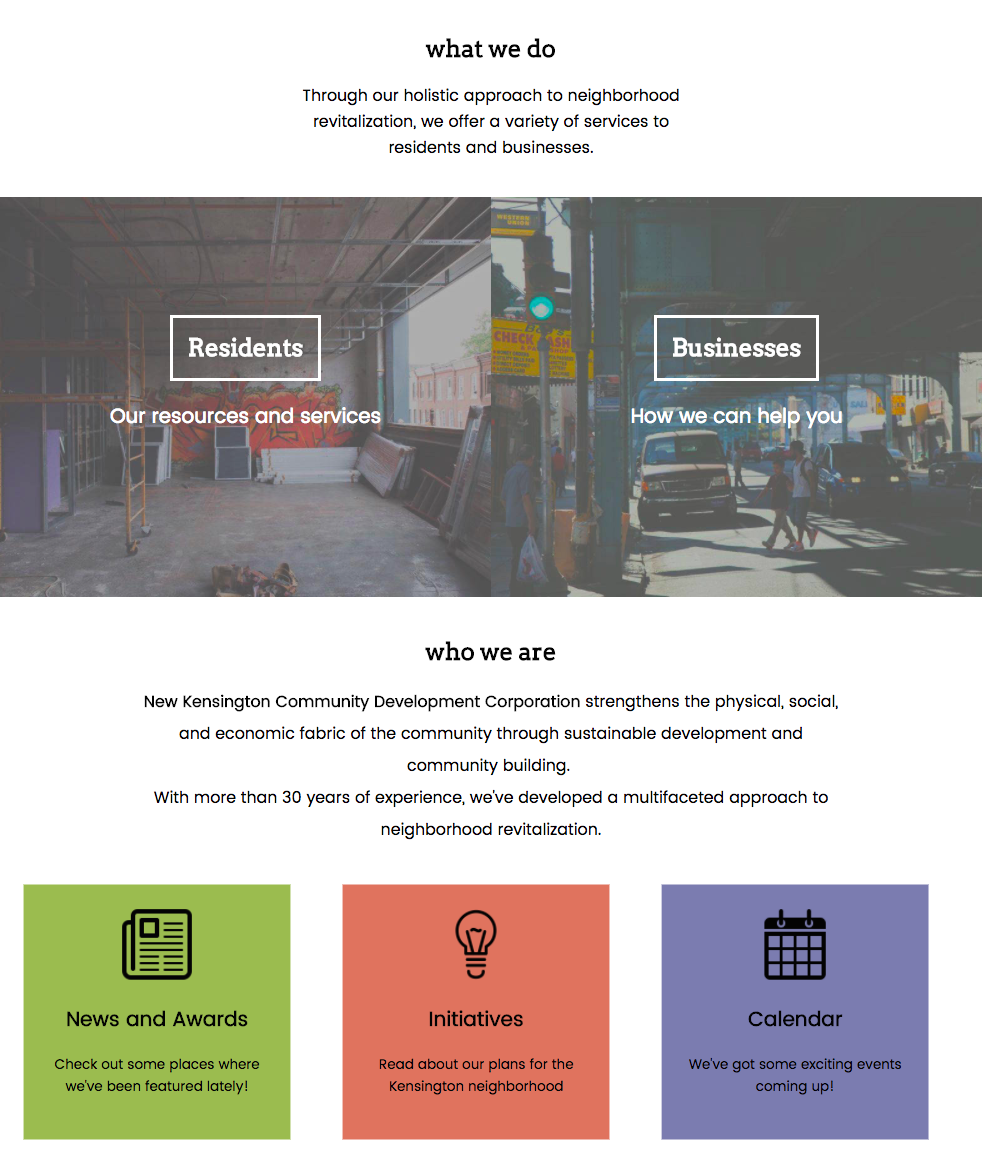 what we do
Through our holistic approach to neighborhood
revitalization, we offer a variety of services to
residents and businesses.
Residents
Our resources and services
WESTERN
UNION
CHECK CASH
Businesses
How we can help you
who we are
New Kensington Community Development Corporation strengthens the physical, social,
and economic fabric of the community through sustainable development and
community building.
With more than 30 years of experience, we've developed a multifaceted approach to
neighborhood revitalization.
News and Awards
Check out some places where
we've been featured lately!
Initiatives
Read about our plans for the
Kensington neighborhood
Calendar
We've got some exciting events
coming up!